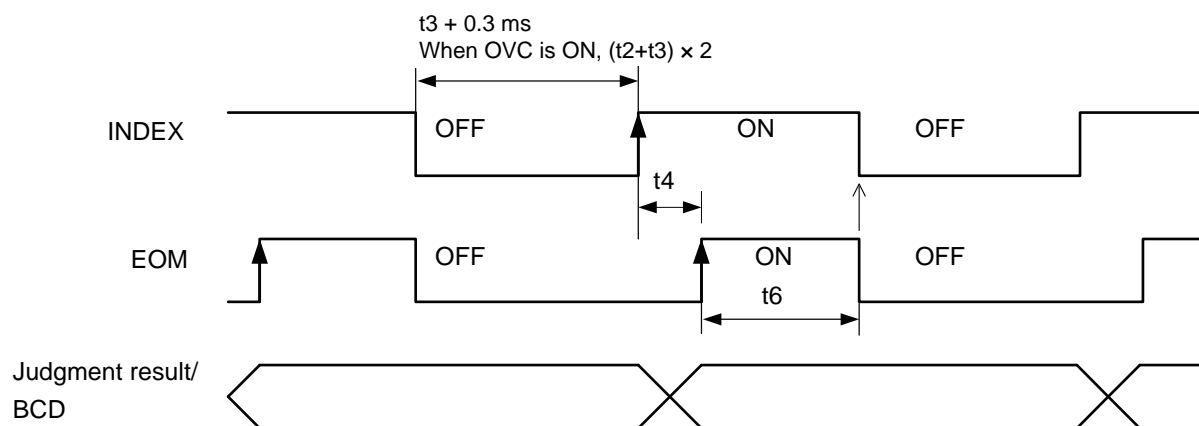 t3 + 0.3 ms
When OVC is ON, (t2+t3) × 2
INDEX
OFF
ON
OFF
t4
EOM
OFF
ON
OFF
t6
Judgment result/
BCD